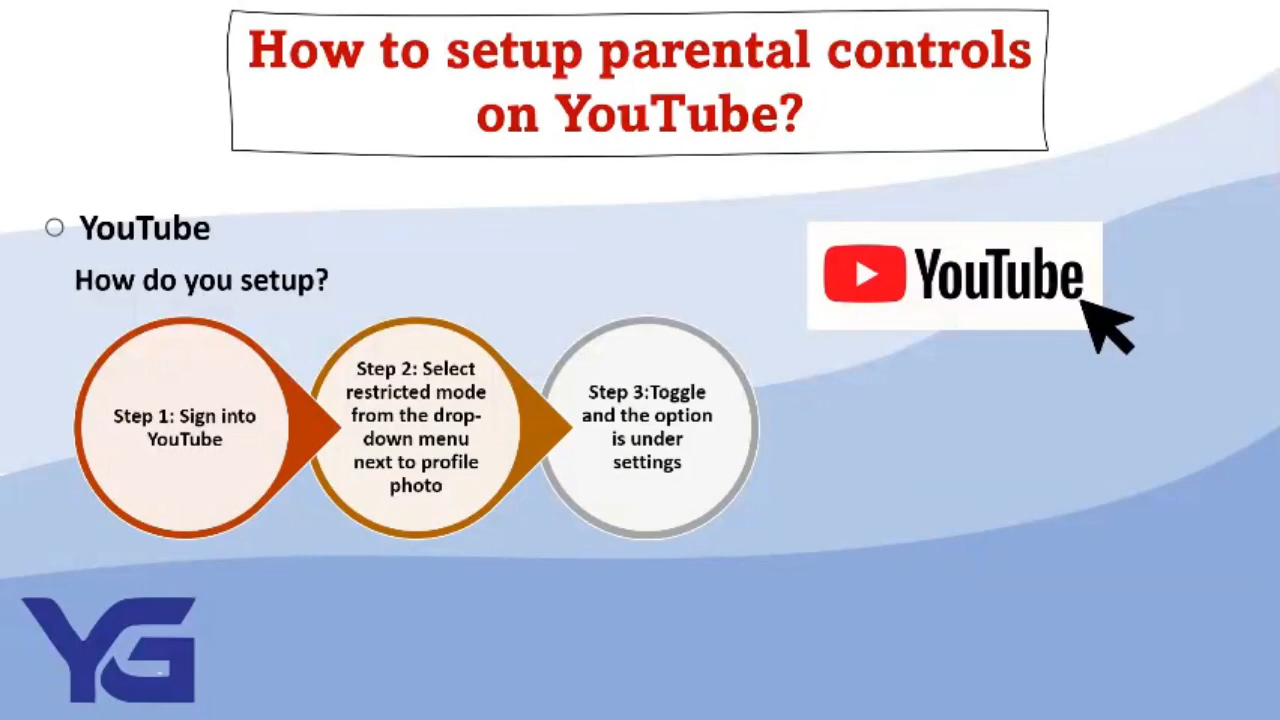 How to setup parental controls
on YouTube?
YouTube
How do you setup?
Step 1: Sign into
YouTube
Step 2: Select
restricted mode
from the drop-
down menu
next to profile
photo
Step 3:Toggle
and the option
is under
settings
YouTube
YG